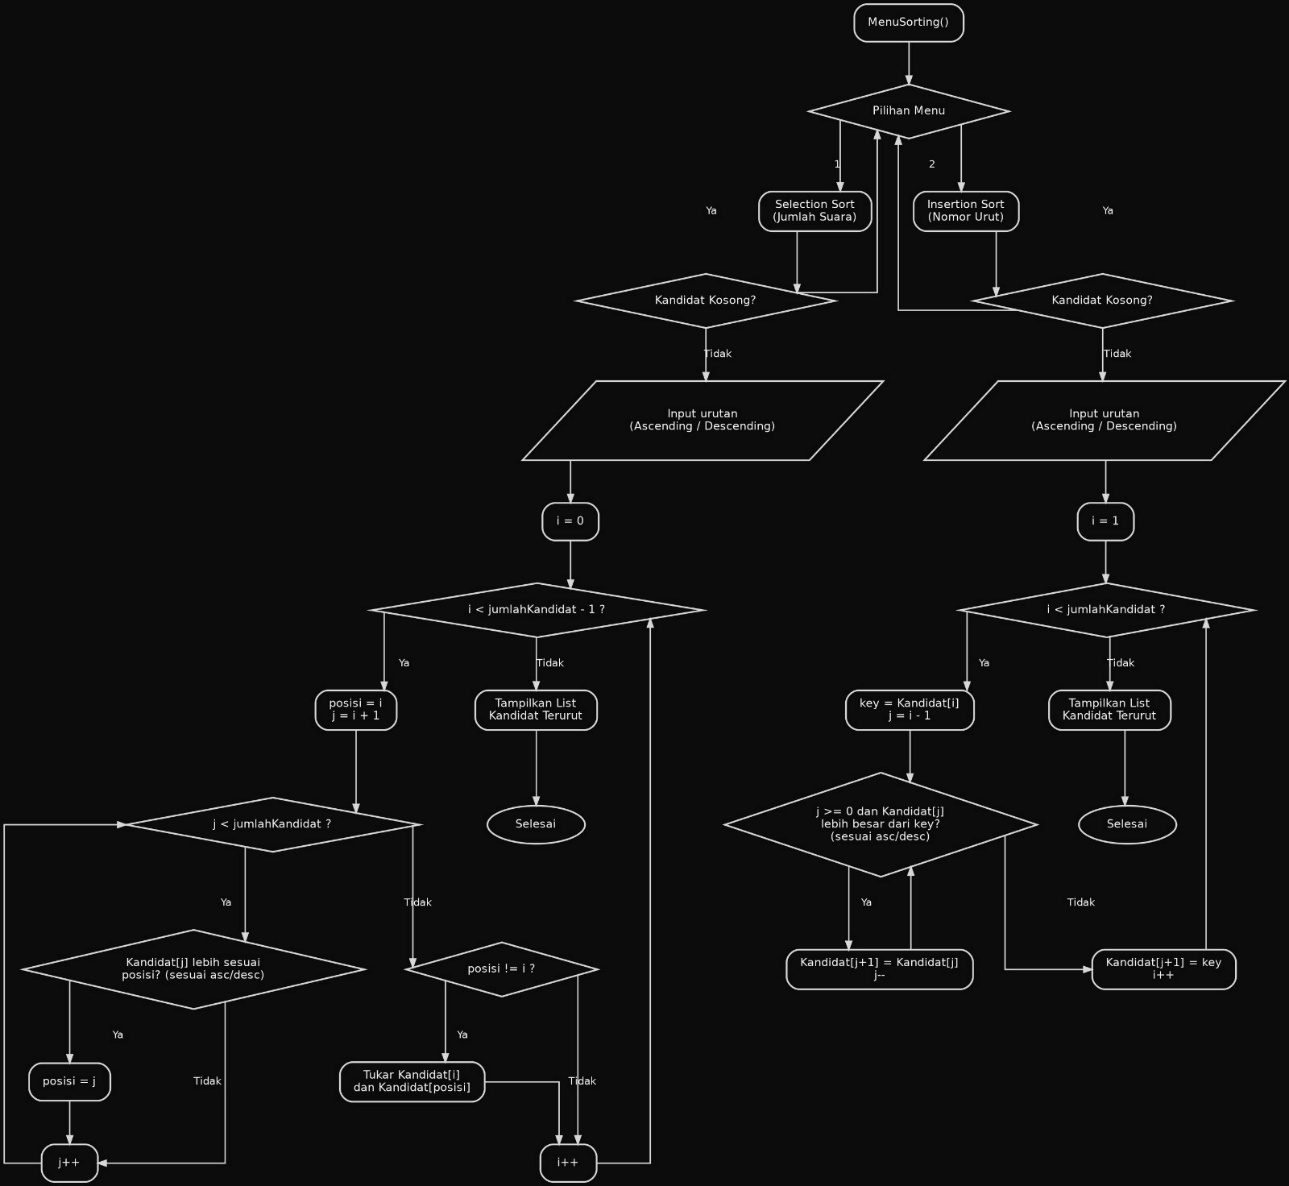 MenuSorting()
Pilihan Menu
1
2
Ya
Selection Sort
(Jumlah Suara)
Insertion Sort
(Nomor Urut)
Ya
Kandidat Kosong?
Kandidat Kosong?
Tidak
Tidak
Input urutan
(Ascending / Descending)
Input urutan
(Ascending / Descending)
i = 0
i = 1
i < jumlahKandidat - 1 ?
i < jumlahKandidat ?
Ya
Tidak
Ya
Tidak
posisi = i
j = i + 1
Tampilkan List
Kandidat Terurut
key = Kandidat[i]
j = i - 1
Tampilkan List
Kandidat Terurut
j < jumlahKandidat ?
Selesai
j >= 0 dan Kandidat[j]
lebih besar dari key?
(sesuai asc/desc)
Selesai
Ya
Tidak
Ya
Tidak
Kandidat[j] lebih sesuai
posisi? (sesuai asc/desc)
posisi != i ?
Kandidat[j+1] = Kandidat[j]
j--
Kandidat[j+1] = key
i++
Ya
Ya
posisi = j
Tidak
Tukar Kandidat[i]
dan Kandidat[posisi]
Tidak
j++
i++